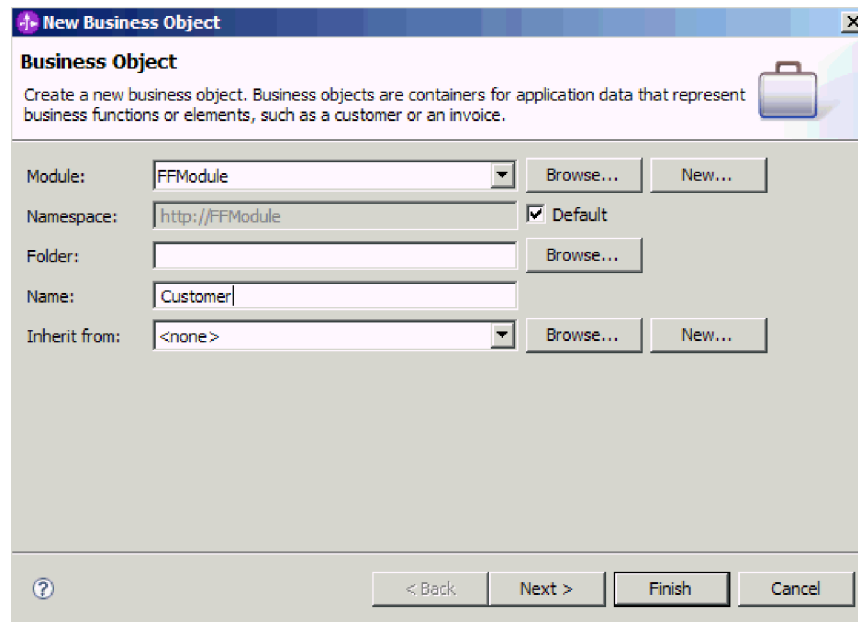 New Business Object
Business Object
Create a new business object. Business objects are containers for application data that represent
business functions or elements, such as a customer or an invoice.
Module: FFModule Browse... New...
Namespace: http://FFModule Default
Folder: Browse...
Name: Customer
Inherit from: <none> Browse... New...
? < Back Next > Finish Cancel